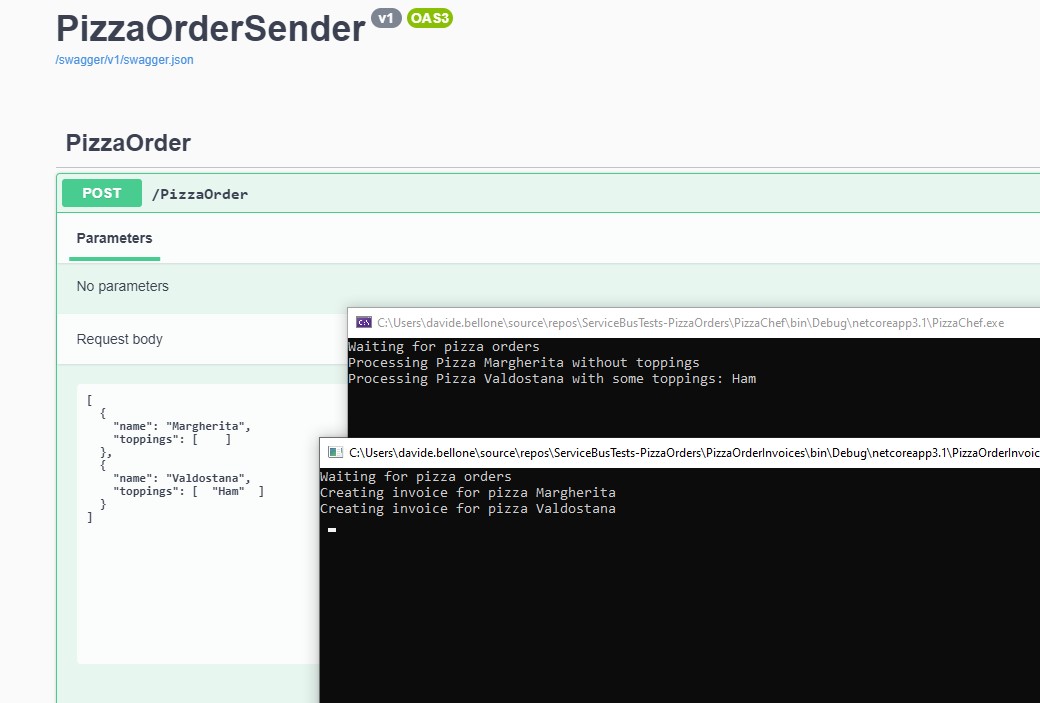 PizzaOrderSender v1 OAS3
/swagger/v1/swagger.json
PizzaOrder
POST /PizzaOrder
Parameters
No parameters
Request body
[
{
"name": "Margherita",
"toppings": [ ]
},
{
"name": "Valdostana",
"toppings": [ "Ham" ]
}
]
C:\Users\davide.bellone\source\repos\ServiceBusTests-PizzaOrders\PizzaChef\bin\Debug\netcoreapp3.1\PizzaChef.exe
Waiting for pizza orders
Processing Pizza Margherita without toppings
Processing Pizza Valdostana with some toppings: Ham
C:\Users\davide.bellone\source\repos\ServiceBusTests-PizzaOrders\PizzaOrderInvoices\bin\Debug\netcoreapp3.1\PizzaOrderInvoic
Waiting for pizza orders
Creating invoice for pizza Margherita
Creating invoice for pizza Valdostana